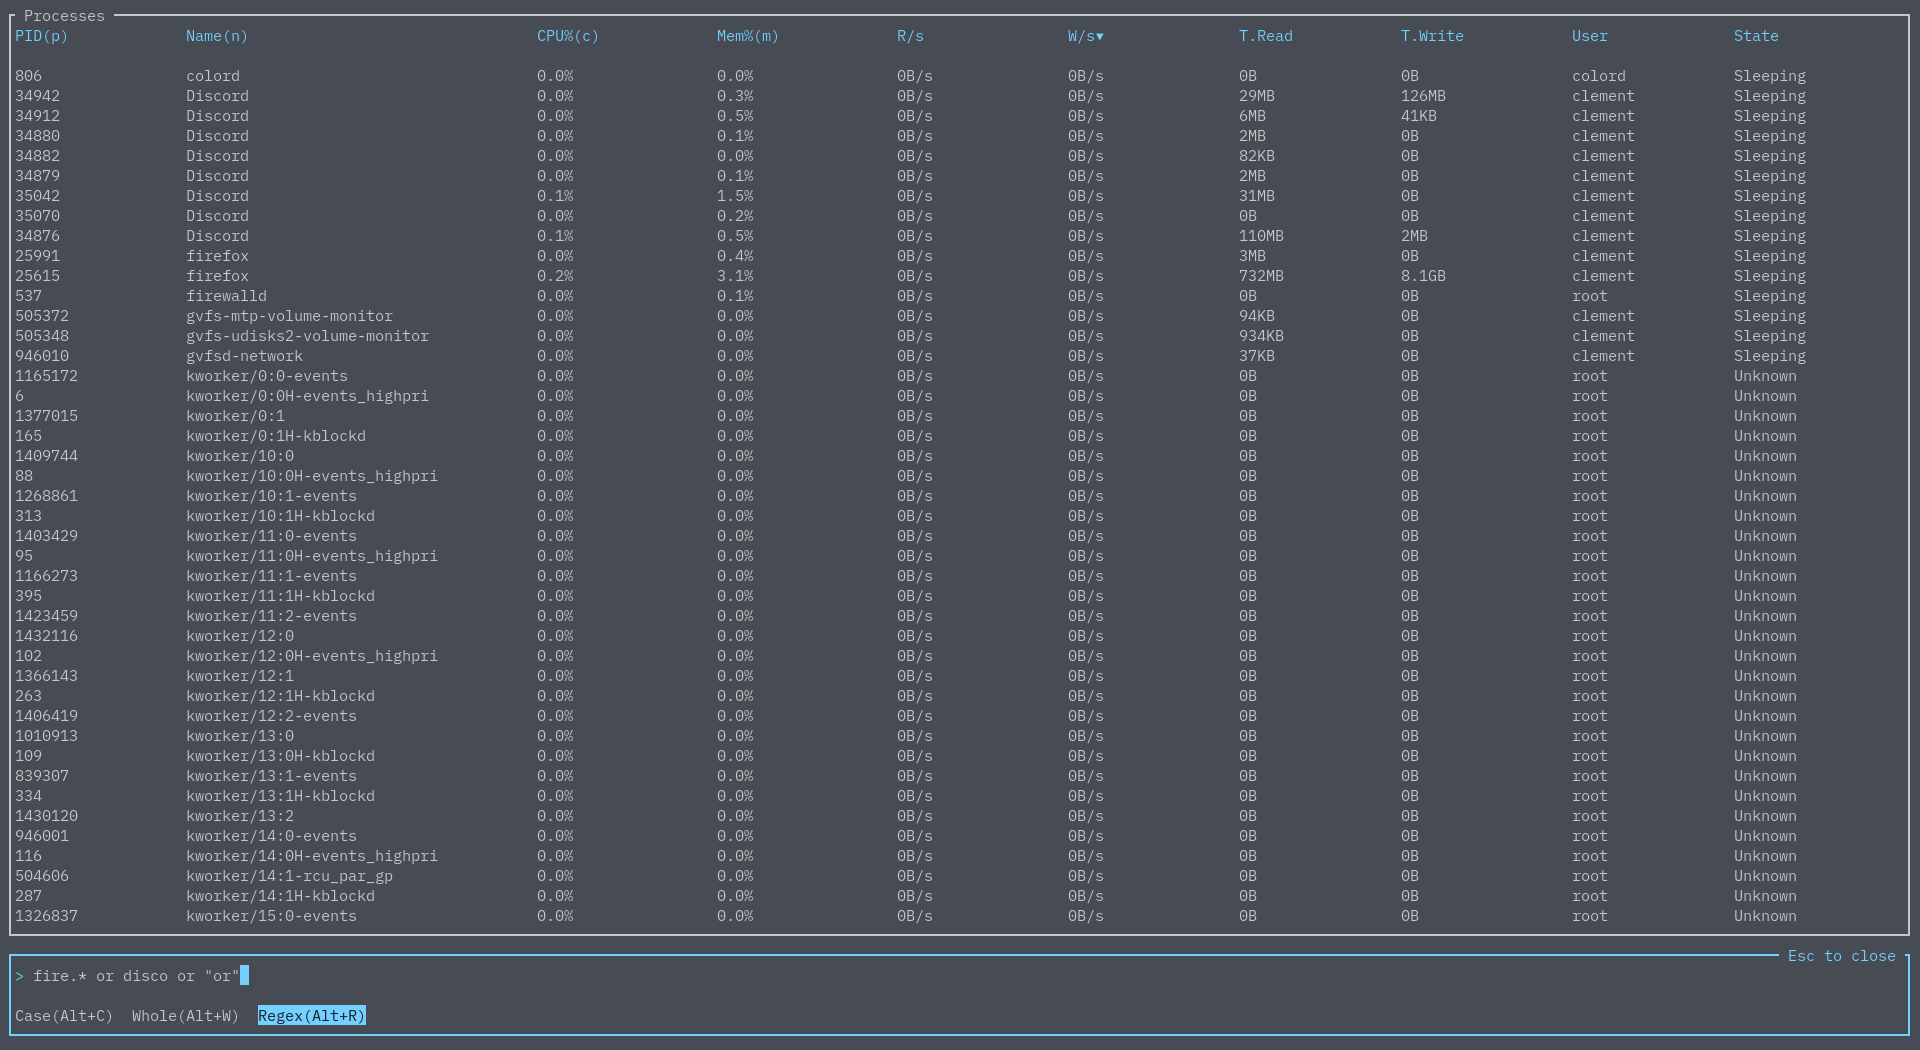 Processes
PID(p) Name(n) CPU%(c) Mem%(m) R/s W/s▼ T.Read T.Write User State
806 colord 0.0% 0.0% 0B/s 0B/s 0B 0B colord Sleeping
34942 Discord 0.0% 0.3% 0B/s 0B/s 29MB 126MB clement Sleeping
34912 Discord 0.0% 0.5% 0B/s 0B/s 6MB 41KB clement Sleeping
34880 Discord 0.0% 0.1% 0B/s 0B/s 2MB 0B clement Sleeping
34882 Discord 0.0% 0.0% 0B/s 0B/s 82KB 0B clement Sleeping
34879 Discord 0.0% 0.1% 0B/s 0B/s 2MB 0B clement Sleeping
35042 Discord 0.1% 1.5% 0B/s 0B/s 31MB 0B clement Sleeping
35070 Discord 0.0% 0.2% 0B/s 0B/s 0B 0B clement Sleeping
34876 Discord 0.1% 0.5% 0B/s 0B/s 110MB 2MB clement Sleeping
25991 firefox 0.0% 0.4% 0B/s 0B/s 3MB 0B clement Sleeping
25615 firefox 0.2% 3.1% 0B/s 0B/s 732MB 8.1GB clement Sleeping
537 firewalld 0.0% 0.1% 0B/s 0B/s 0B 0B root Sleeping
505372 gvfs-mtp-volume-monitor 0.0% 0.0% 0B/s 0B/s 94KB 0B clement Sleeping
505348 gvfs-udisks2-volume-monitor 0.0% 0.0% 0B/s 0B/s 934KB 0B clement Sleeping
946010 gvfsd-network 0.0% 0.0% 0B/s 0B/s 37KB 0B clement Sleeping
1165172 kworker/0:0-events 0.0% 0.0% 0B/s 0B/s 0B 0B root Unknown
6 kworker/0:0H-events_highpri 0.0% 0.0% 0B/s 0B/s 0B 0B root Unknown
1377015 kworker/0:1 0.0% 0.0% 0B/s 0B/s 0B 0B root Unknown
165 kworker/0:1H-kblockd 0.0% 0.0% 0B/s 0B/s 0B 0B root Unknown
1409744 kworker/10:0 0.0% 0.0% 0B/s 0B/s 0B 0B root Unknown
88 kworker/10:0H-events_highpri 0.0% 0.0% 0B/s 0B/s 0B 0B root Unknown
1268861 kworker/10:1-events 0.0% 0.0% 0B/s 0B/s 0B 0B root Unknown
313 kworker/10:1H-kblockd 0.0% 0.0% 0B/s 0B/s 0B 0B root Unknown
1403429 kworker/11:0-events 0.0% 0.0% 0B/s 0B/s 0B 0B root Unknown
95 kworker/11:0H-events_highpri 0.0% 0.0% 0B/s 0B/s 0B 0B root Unknown
1166273 kworker/11:1-events 0.0% 0.0% 0B/s 0B/s 0B 0B root Unknown
395 kworker/11:1H-kblockd 0.0% 0.0% 0B/s 0B/s 0B 0B root Unknown
1423459 kworker/11:2-events 0.0% 0.0% 0B/s 0B/s 0B 0B root Unknown
1432116 kworker/12:0 0.0% 0.0% 0B/s 0B/s 0B 0B root Unknown
102 kworker/12:0H-events_highpri 0.0% 0.0% 0B/s 0B/s 0B 0B root Unknown
1366143 kworker/12:1 0.0% 0.0% 0B/s 0B/s 0B 0B root Unknown
263 kworker/12:1H-kblockd 0.0% 0.0% 0B/s 0B/s 0B 0B root Unknown
1406419 kworker/12:2-events 0.0% 0.0% 0B/s 0B/s 0B 0B root Unknown
1010913 kworker/13:0 0.0% 0.0% 0B/s 0B/s 0B 0B root Unknown
109 kworker/13:0H-kblockd 0.0% 0.0% 0B/s 0B/s 0B 0B root Unknown
839307 kworker/13:1-events 0.0% 0.0% 0B/s 0B/s 0B 0B root Unknown
334 kworker/13:1H-kblockd 0.0% 0.0% 0B/s 0B/s 0B 0B root Unknown
1430120 kworker/13:2 0.0% 0.0% 0B/s 0B/s 0B 0B root Unknown
946001 kworker/14:0-events 0.0% 0.0% 0B/s 0B/s 0B 0B root Unknown
116 kworker/14:0H-events_highpri 0.0% 0.0% 0B/s 0B/s 0B 0B root Unknown
504606 kworker/14:1-rcu_par_gp 0.0% 0.0% 0B/s 0B/s 0B 0B root Unknown
287 kworker/14:1H-kblockd 0.0% 0.0% 0B/s 0B/s 0B 0B root Unknown
1326837 kworker/15:0-events 0.0% 0.0% 0B/s 0B/s 0B 0B root Unknown
Esc to close
> fire.* or disco or "or"
Case(Alt+C) Whole(Alt+W) Regex(Alt+R)